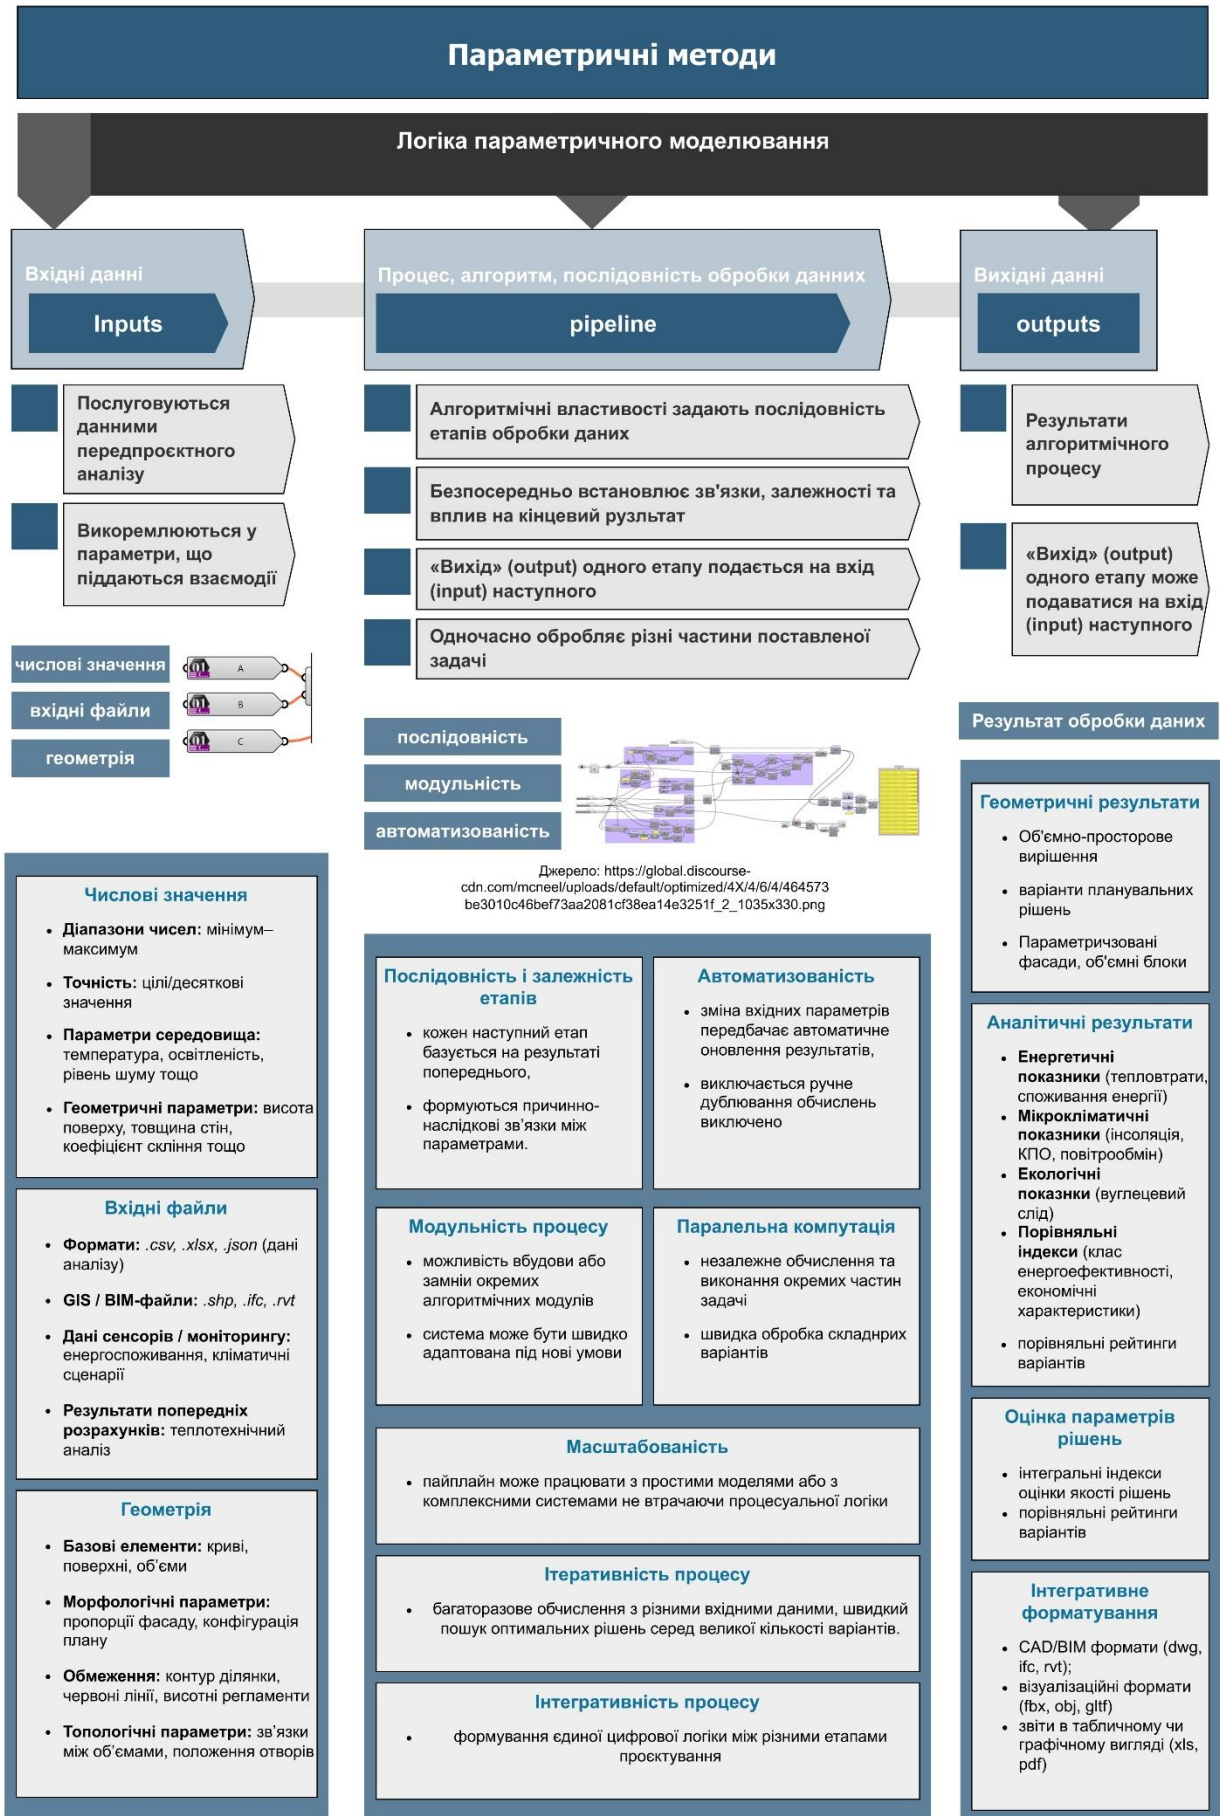 Параметричні методи
Логіка параметричного моделювання
Вхідні данні
Inputs
Послуговуються
данними
передпроєктного
аналізу
Викоремлюються у
параметри, що
піддаються взаємодії
числові значення
вхідні файли
геометрія
A
B
C
Числові значення
• Діапазони чисел: мінімум–
максимум
• Точність: цілі/десяткові
значення
• Параметри середовища:
температура, освітленість,
рівень шуму тощо
• Геометричні параметри: висота
поверху, товщина стін,
коефіцієнт скління тощо
Вхідні файли
• Формати: .csv, .xlsx, .json (дані
аналізу)
• GIS / BIM-файли: .shp, .ifc, .rvt
• Дані сенсорів / моніторингу:
енергоспоживання, кліматичні
сценарії
• Результати попередніх
розрахунків: теплотехнічний
аналіз
Геометрія
• Базові елементи: криві,
поверхні, об'єми
• Морфологічні параметри:
пропорції фасаду, конфігурація
плану
• Обмеження: контур ділянки,
червоні лінії, висотні регламенти
• Топологічні параметри: зв'язки
між об'ємами, положення отворів
Процес, алгоритм, послідовність обробки данних
pipeline
Алгоритмічні властивості задають послідовність
етапів обробки даних
Безпосередньо встановлює зв'язки, залежності та
вплив на кінцевий рузльтат
«Вихід» (output) одного етапу подається на вхід
(input) наступного
Одночасно обробляє різні частини поставленої
задачі
послідовність
модульність
автоматизованість
Джерело: https://global.discourse-
cdn.com/mcneel/uploads/default/optimized/4X/4/6/4/464573
be3010c46bef73aa2081cf38ea14e3251f_2_1035x330.png
Послідовність і залежність
етапів
• кожен наступний етап
базується на результаті
попереднього,
• формуються причинно-
наслідкові зв'язки між
параметрами.
Автоматизованість
• зміна вхідних параметрів
передбачає автоматичне
оновлення результатів,
• виключається ручне
дублювання обчислень
виключено
Модульність процесу
• можливість вбудови або
замніи окремих
алгоритмічних модулів
• система може бути швидко
адаптована під нові умови
Паралельна компутація
• незалежне обчислення та
виконання окремих частин
задачі
• швидка обробка складнрих
варіантів
Масштабованість
• пайплайн може працювати з простими моделями або з
комплексними системами не втрачаючи процесуальної логіки
Ітеративність процесу
• багаторазове обчислення з різними вхідними даними, швидкий
пошук оптимальних рішень серед великої кількості варіантів.
Інтегративність процесу
• формування єдиної цифрової логіки між різними етапами
проєктування
Вихідні данні
outputs
Результати
алгоритмічного
процесу
«Вихід» (output)
одного етапу може
подаватися на вхід
(input) наступного
Результат обробки даних
Геометричні результати
• Об'ємно-просторове
вирішення
• варіанти планувальних
рішень
• Параметричзовані
фасади, об'ємні блоки
Аналітичні результати
• Енергетичні
показники (тепловтрати,
споживання енергії)
• Мікрокліматичні
показники (інсоляція,
КПО, повітрообмін)
• Екологічні
показнки (вуглецевий
слід)
• Порівняльні
індекси (клас
енергоефективності,
економічні
характеристики)
• порівняльні рейтинги
варіантів
Оцінка параметрів
рішень
• інтегральні індекси
оцінки якості рішень
• порівняльні рейтинги
варіантів
Інтегративне
форматування
• CAD/BIM формати (dwg,
ifc, rvt);
• візуалізаційні формати
(fbx, obj, gltf)
• звіти в табличному чи
графічному вигляді (xls,
pdf)